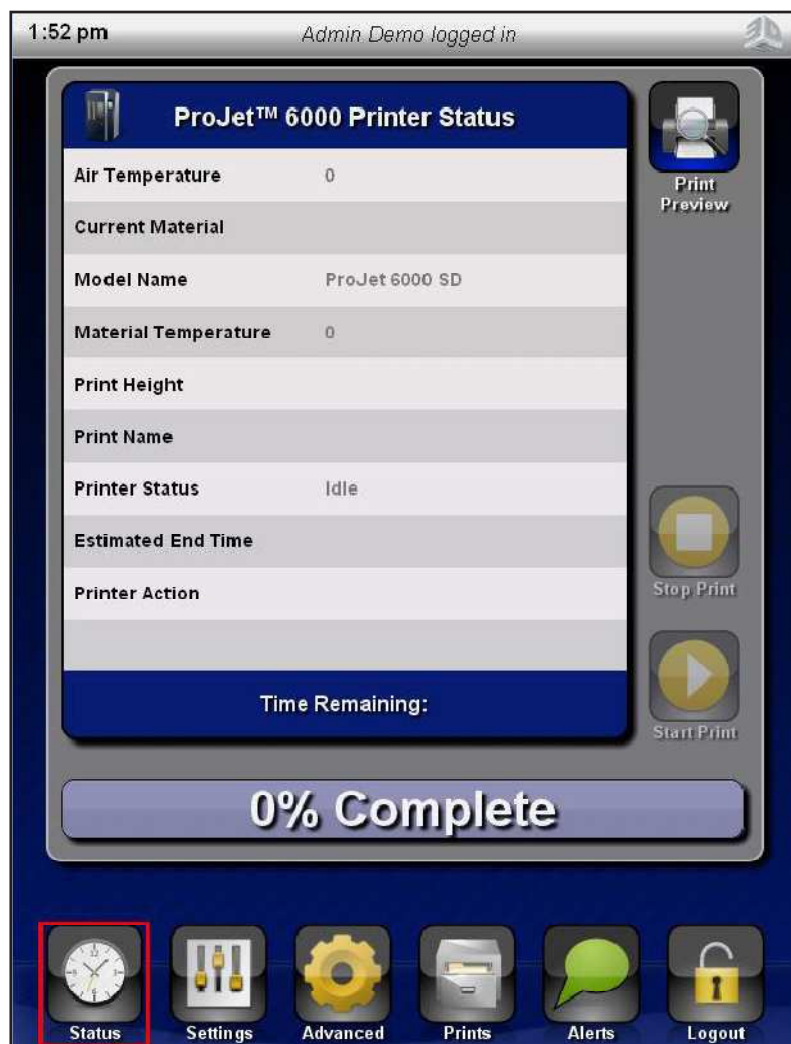 1:52 pm Admin Demo logged in
ProJet™ 6000 Printer Status
Air Temperature 0
Current Material
Model Name ProJet 6000 SD
Material Temperature 0
Print Height
Print Name
Printer Status Idle
Estimated End Time
Printer Action
Time Remaining:
Print
Preview
Stop Print
Start Print
0% Complete
Status Settings Advanced Prints Alerts Logout